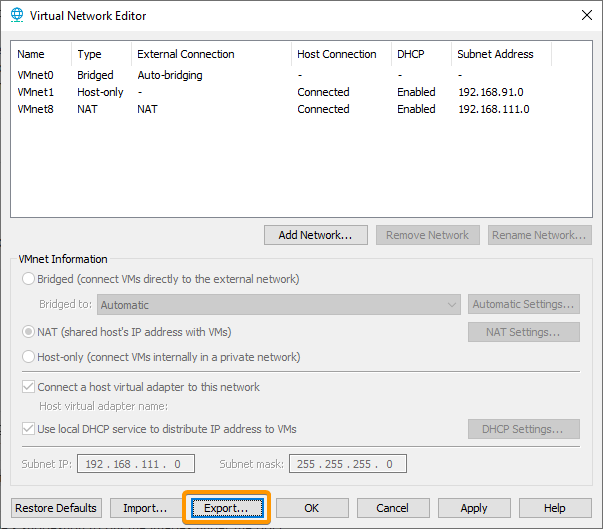 Virtual Network Editor
Name Type External Connection Host Connection DHCP Subnet Address
VMnet0 Bridged Auto-bridging - - -
VMnet1 Host-only - Connected Enabled 192.168.91.0
VMnet8 NAT NAT Connected Enabled 192.168.111.0
Add Network... Remove Network Rename Network...
VMnet Information
Bridged (connect VMs directly to the external network)
Bridged to: Automatic Automatic Settings...
NAT (shared host's IP address with VMs) NAT Settings...
Host-only (connect VMs internally in a private network)
Connect a host virtual adapter to this network
Host virtual adapter name:
Use local DHCP service to distribute IP address to VMs DHCP Settings...
Subnet IP: 192 . 168 . 111 . 0 Subnet mask: 255 . 255 . 255 . 0
Restore Defaults Import... Export... OK Cancel Apply Help